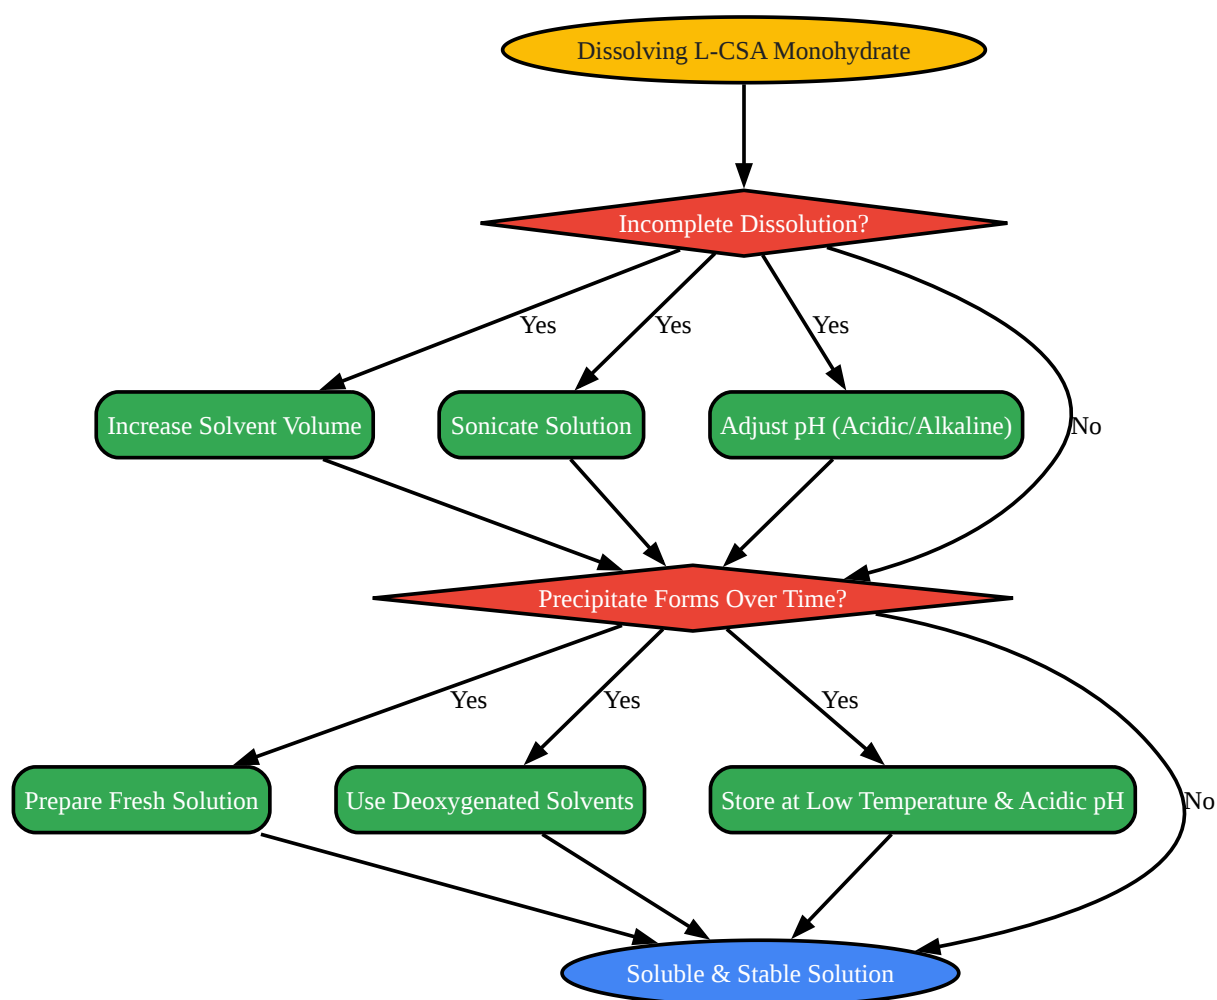 Dissolving L-CSA Monohydrate
Incomplete Dissolution?
Yes
Yes
Yes
Increase Solvent Volume
Sonicate Solution
Adjust pH (Acidic/Alkaline)
No
Precipitate Forms Over Time?
Yes
Yes
Yes
Prepare Fresh Solution
Use Deoxygenated Solvents
Store at Low Temperature & Acidic pH
No
Soluble & Stable Solution